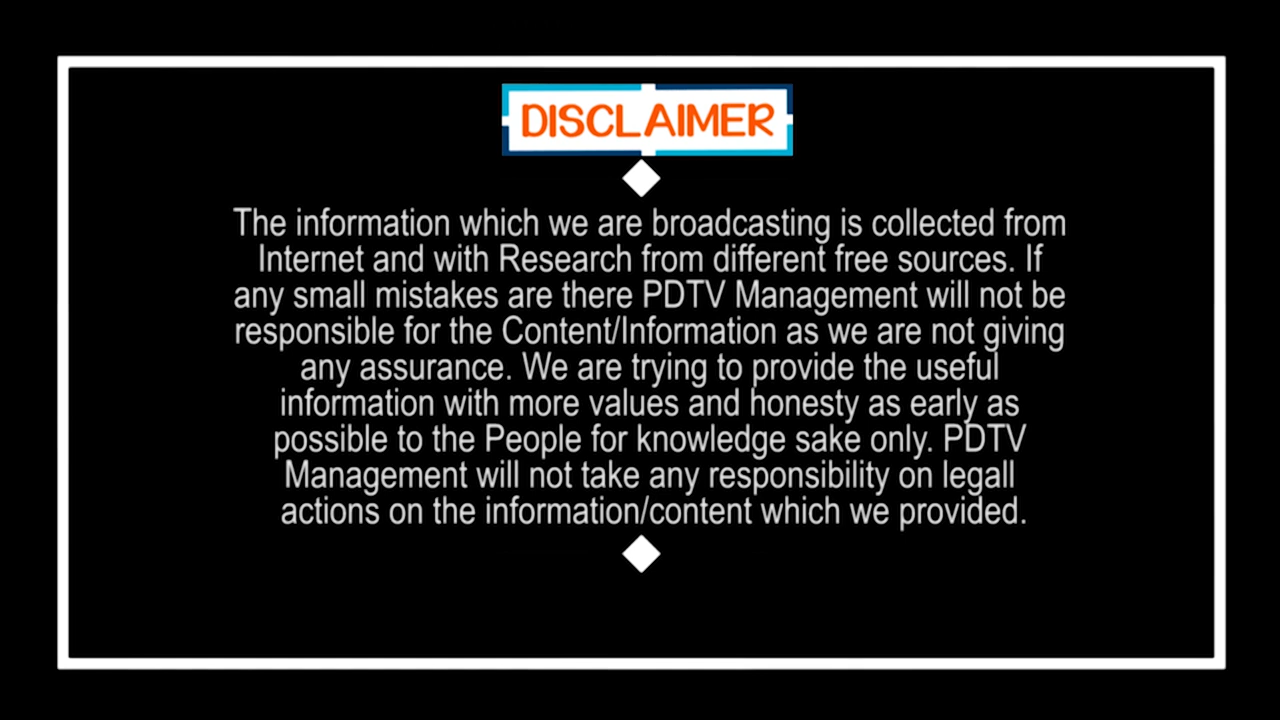 DISCLAIMER
The information which we are broadcasting is collected from
Internet and with Research from different free sources. If
any small mistakes are there PDTV Management will not be
responsible for the Content/Information as we are not giving
any assurance. We are trying to provide the useful
information with more values and honesty as early as
possible to the People for knowledge sake only. PDTV
Management will not take any responsibility on legall
actions on the information/content which we provided.